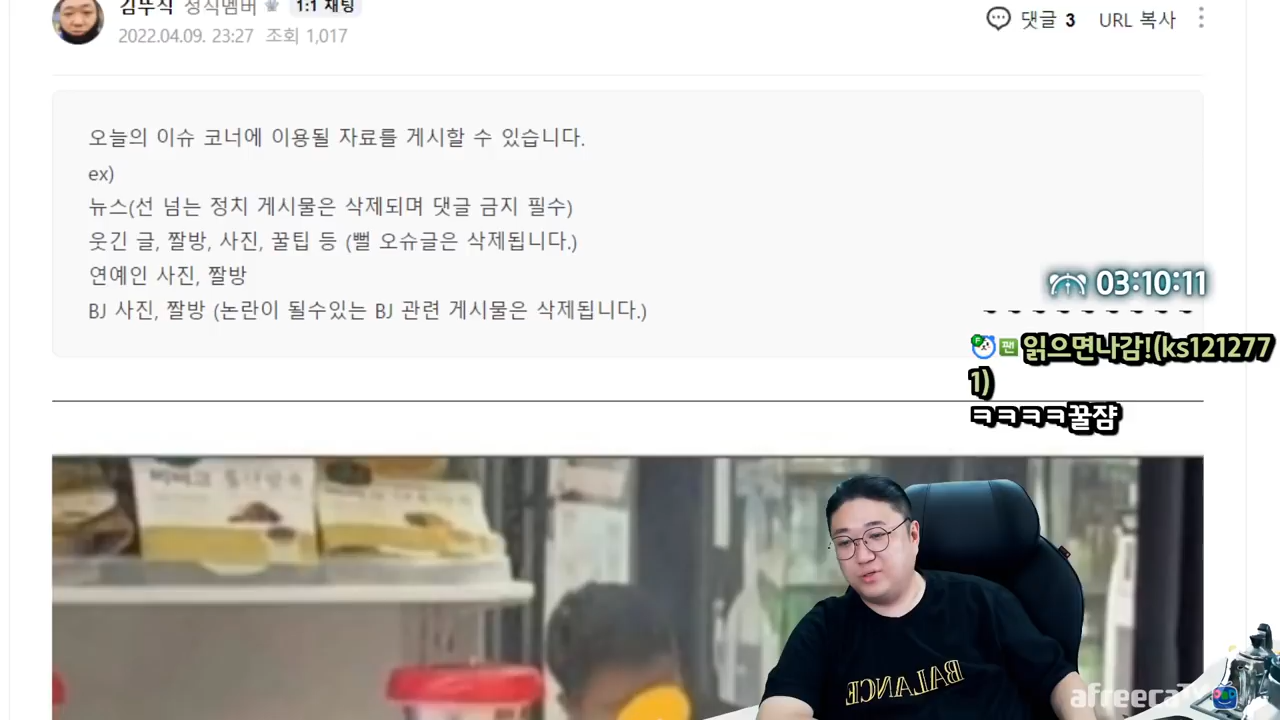 김뚜식 정식멤버 1:1 채팅
2022.04.09. 23:27 조회 1,017
댓글 3 URL 복사
오늘의 이슈 코너에 이용될 자료를 게시할 수 있습니다.
ex)
뉴스(선 넘는 정치 게시물은 삭제되며 댓글 금지 필수)
웃긴 글, 짤방, 사진, 꿀팁 등 (뻘 오슈글은 삭제됩니다.)
연예인 사진, 짤방
BJ 사진, 짤방 (논란이 될수있는 BJ 관련 게시물은 삭제됩니다.)
03:10:11
F 팬 읽으면나감!(ks121277
1)
ㅋㅋㅋㅋ꿀쟘
BALANCE
afreecaTV